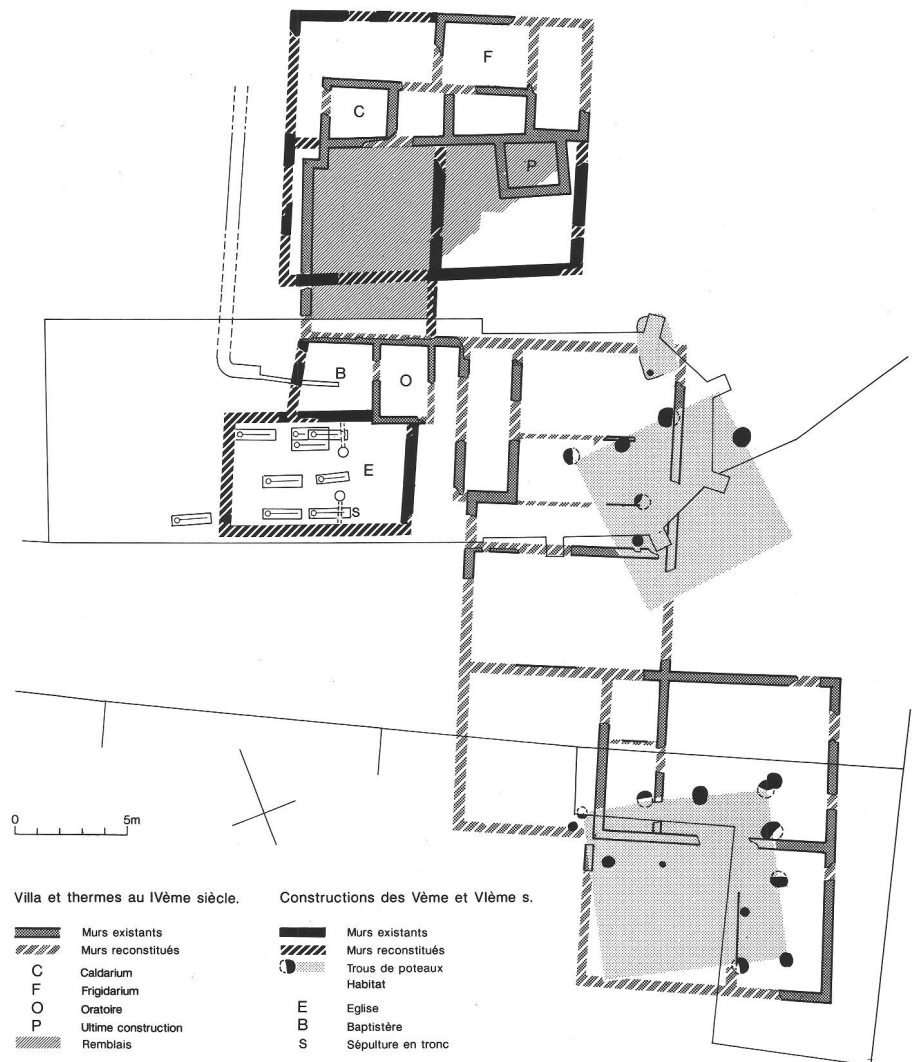 F
C
P
B
O
E
S
0 5m
Villa et thermes au IVème siècle.
Murs existants
Murs reconstitués
C Caldarium
F Frigidarium
O Oratoire
P Ultime construction
Remblais
Constructions des Vème et VIème s.
Murs existants
Murs reconstitués
Trous de poteaux
Habitat
E Eglise
B Baptistère
S Sépulture en tronc